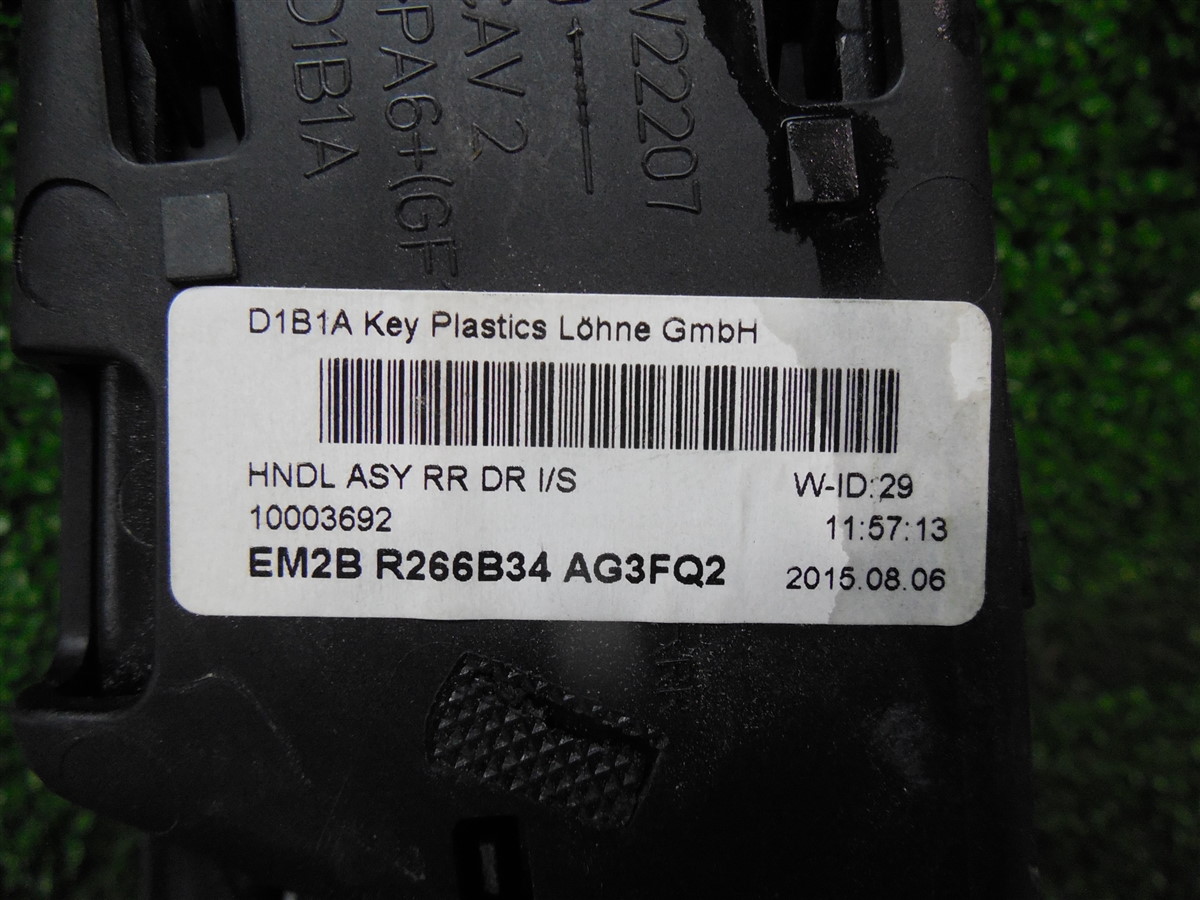 V22207
CAV 2
PA6+(GF
D1B1A
D1B1A Key Plastics Löhne GmbH
HNDL ASY RR DR I/S
W-ID:29
10003692
11:57:13
EM2B R266B34 AG3FQ2
2015.08.06